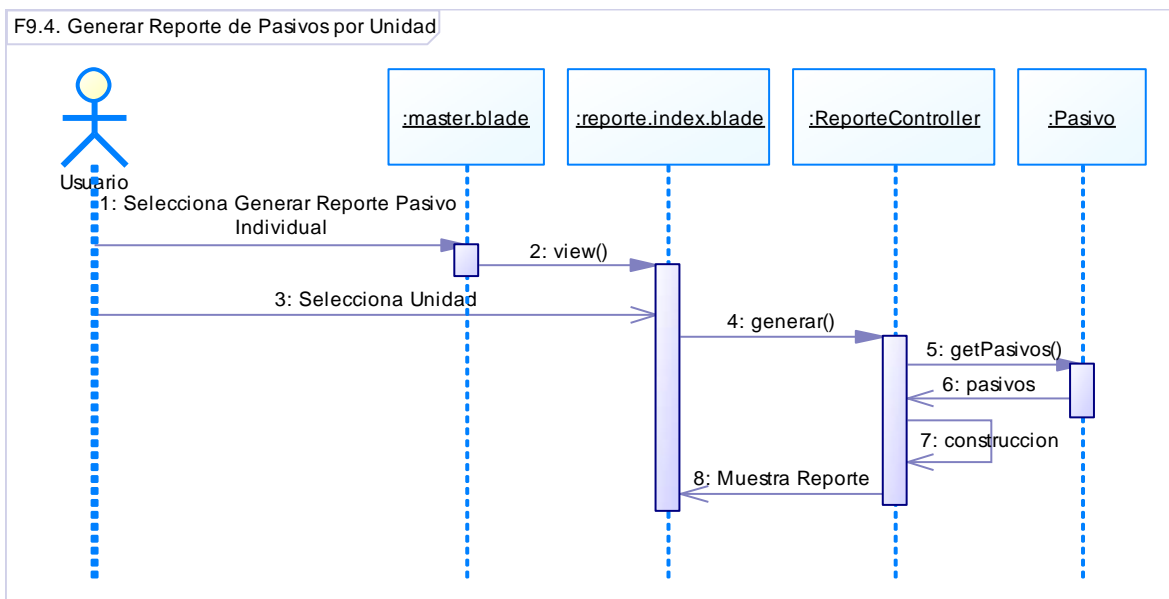 F9.4. Generar Reporte de Pasivos por Unidad
:master.blade
:reporte.index.blade
:ReporteController
:Pasivo
Usuario
1: Selecciona Generar Reporte Pasivo
Individual
2: view()
3: Selecciona Unidad
4: generar()
5: getPasivos()
6: pasivos
7: construccion
8: Muestra Reporte